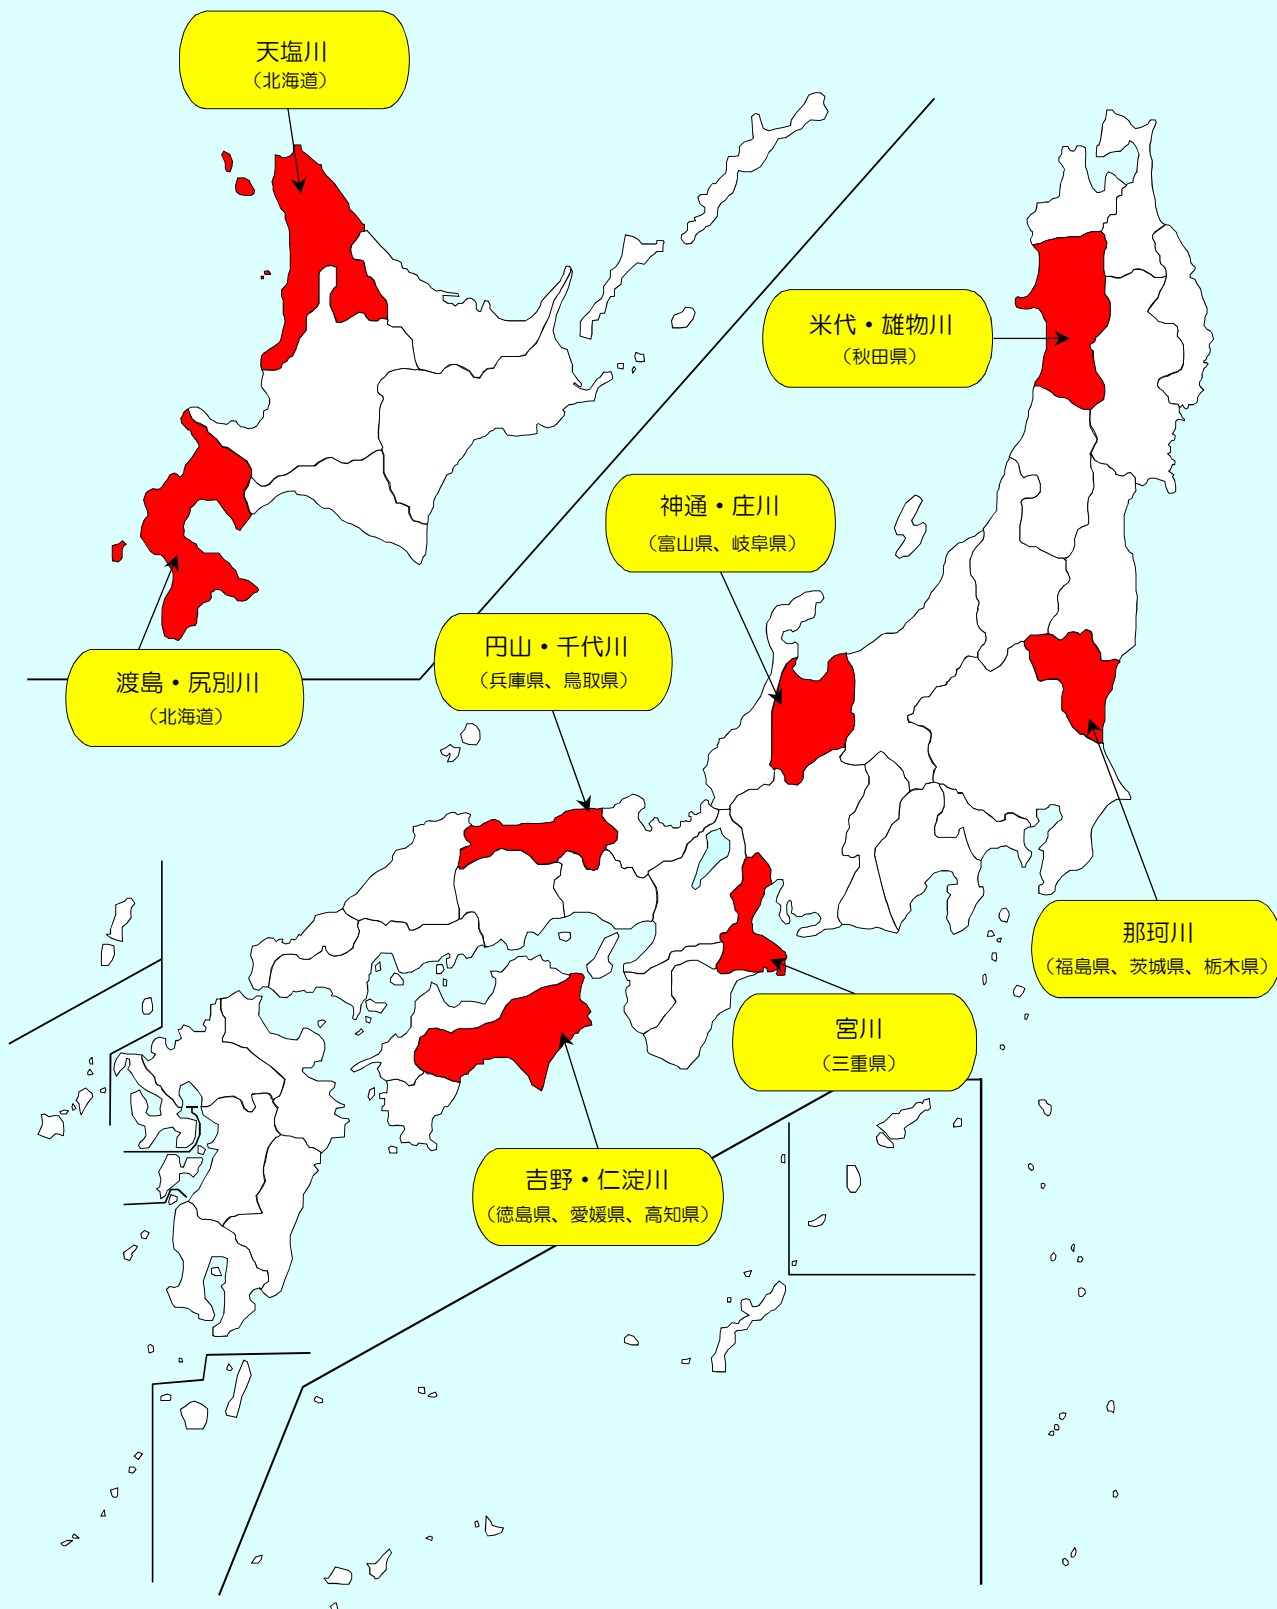 天塩川
（北海道）
米代・雄物川
（秋田県）
神通・庄川
（富山県、岐阜県）
円山・千代川
（兵庫県、鳥取県）
渡島・尻別川
（北海道）
那珂川
（福島県、茨城県、栃木県）
宮川
（三重県）
吉野・仁淀川
（徳島県、愛媛県、高知県）